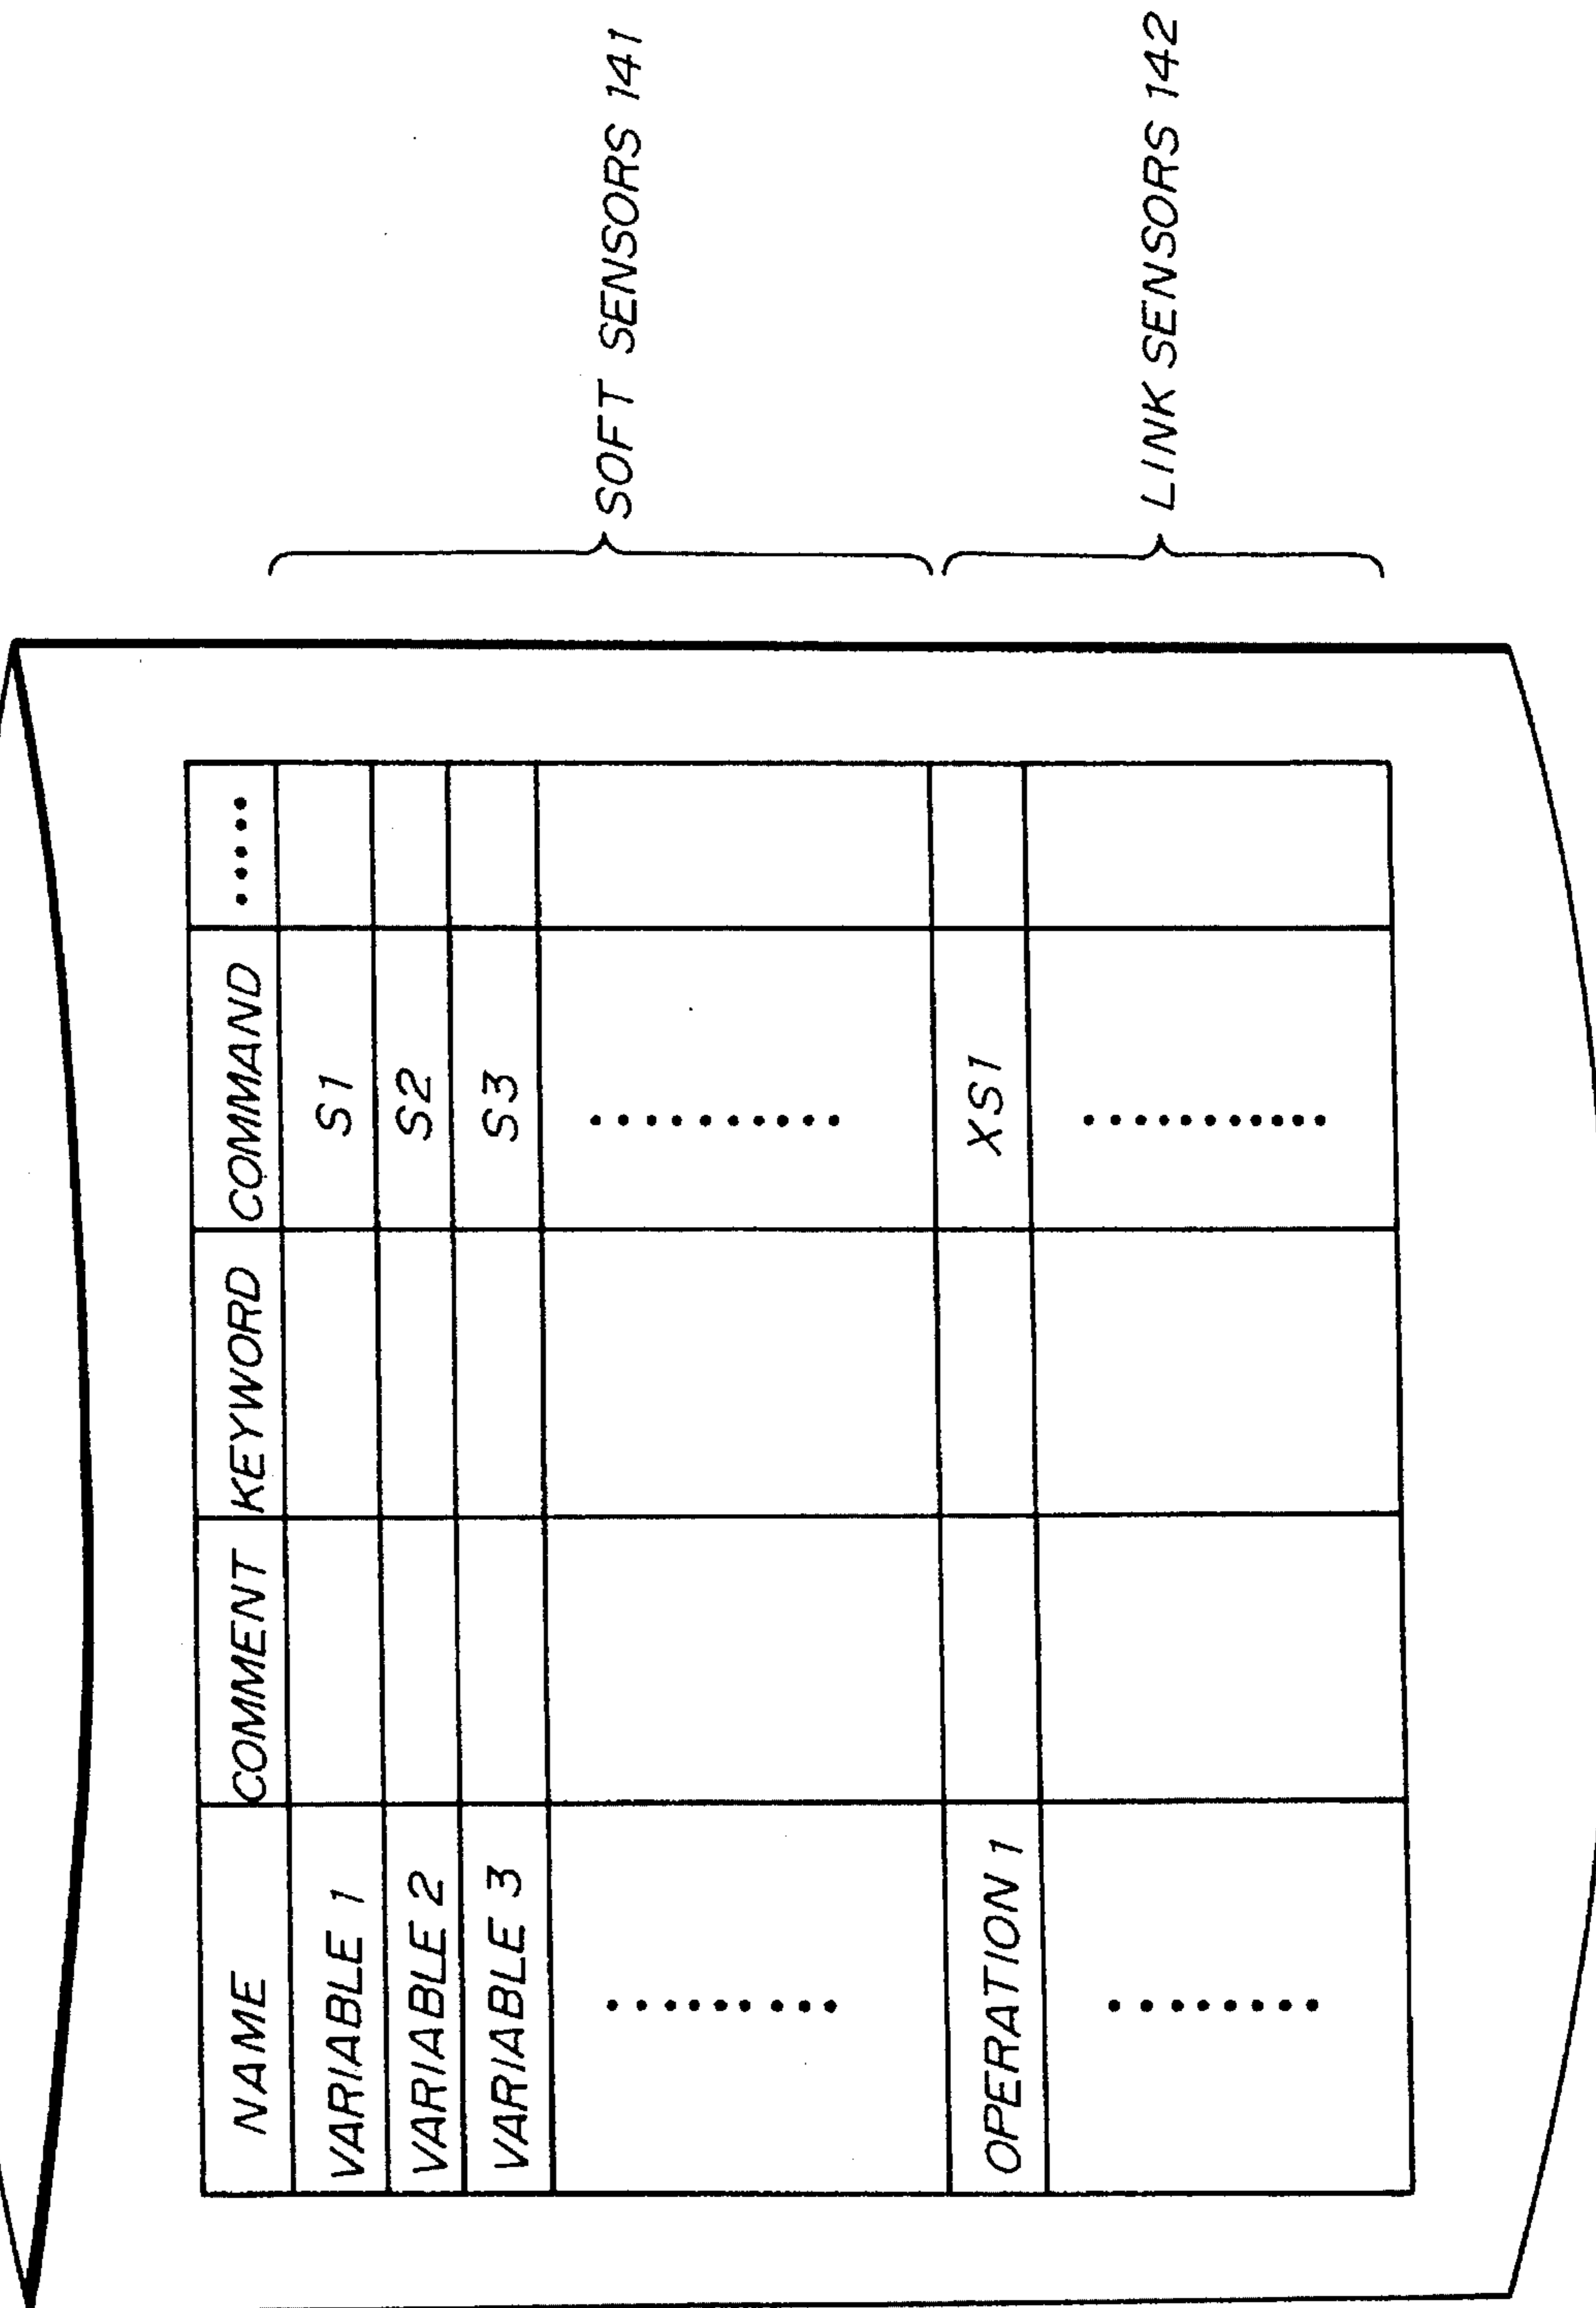 NAME COMMENT KEYWORD COMMAND .....
VARIABLE 1 S1
VARIABLE 2 S2
VARIABLE 3 S3
......... ..........
OPERATION 1 XS1
........ ...........
SOFT SENSORS 141
LINK SENSORS 142